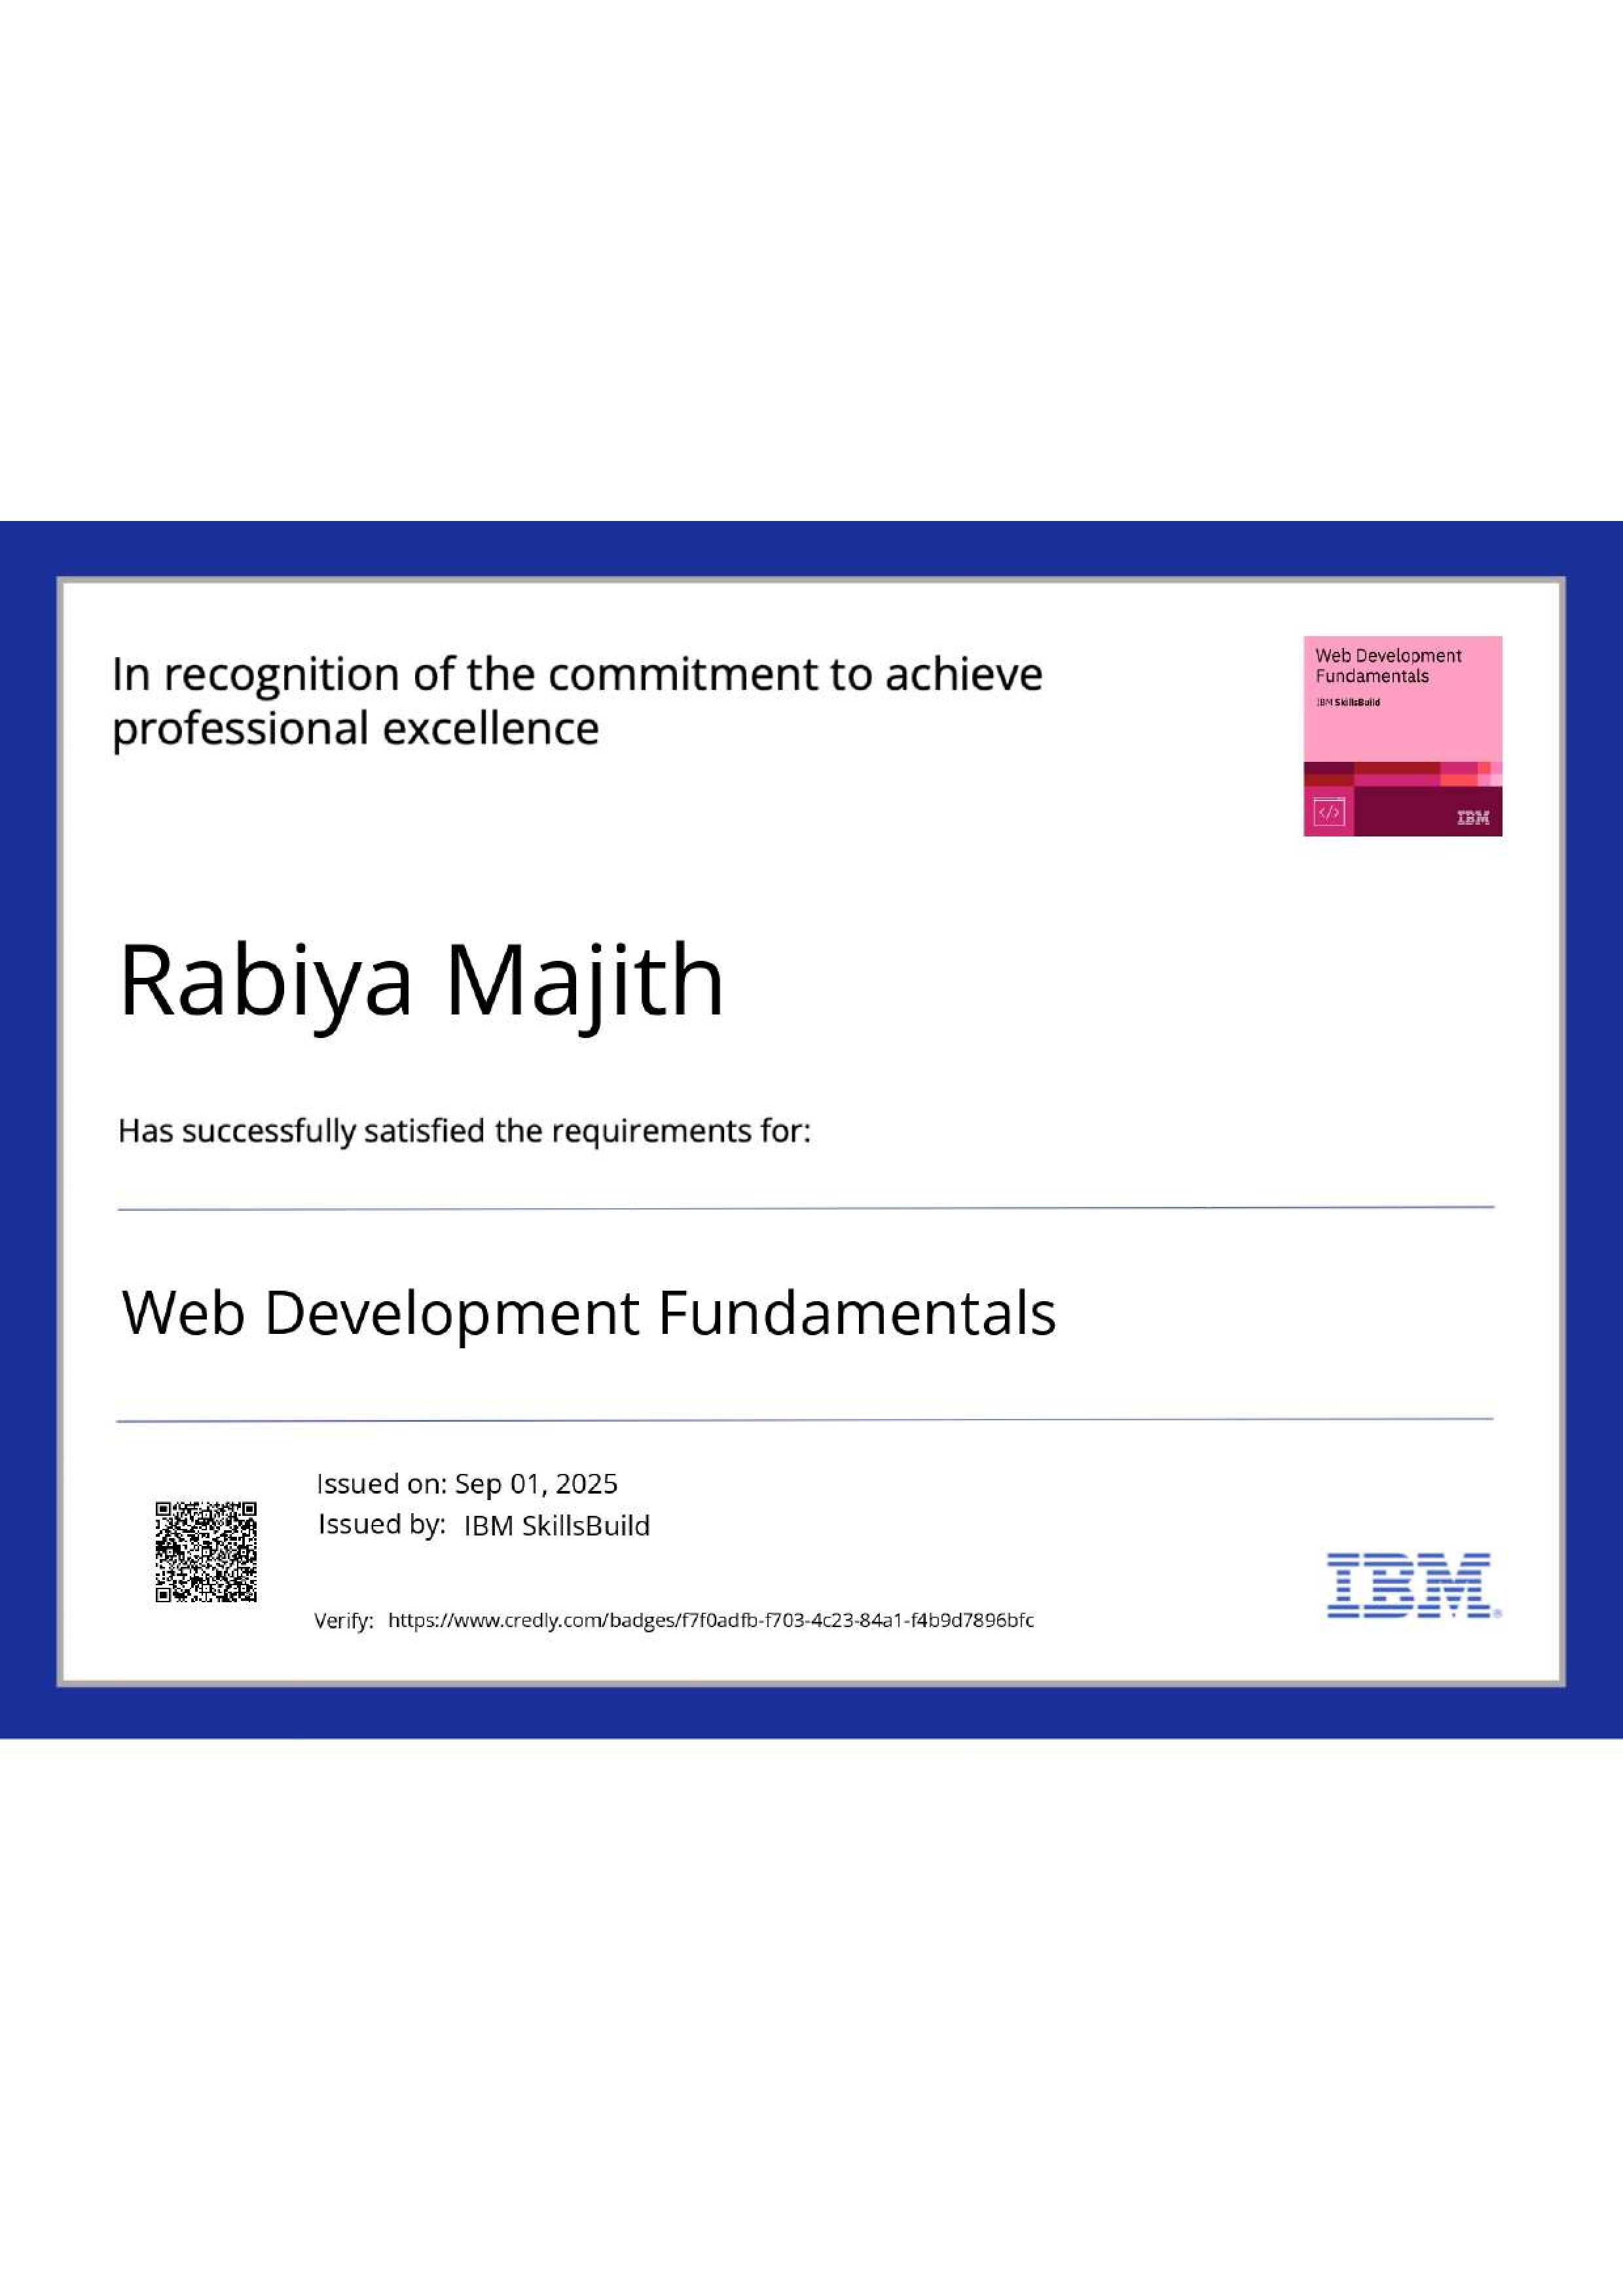 In recognition of the commitment to achieve
professional excellence
Web Development
Fundamentals
IBM SkillsBuild
</>
IBM
Rabiya Majith
Has successfully satisfied the requirements for:
Web Development Fundamentals
Issued on: Sep 01, 2025
Issued by: IBM SkillsBuild
Verify: https://www.credly.com/badges/f7f0adfb-f703-4c23-84a1-f4b9d7896bfc
IBM®